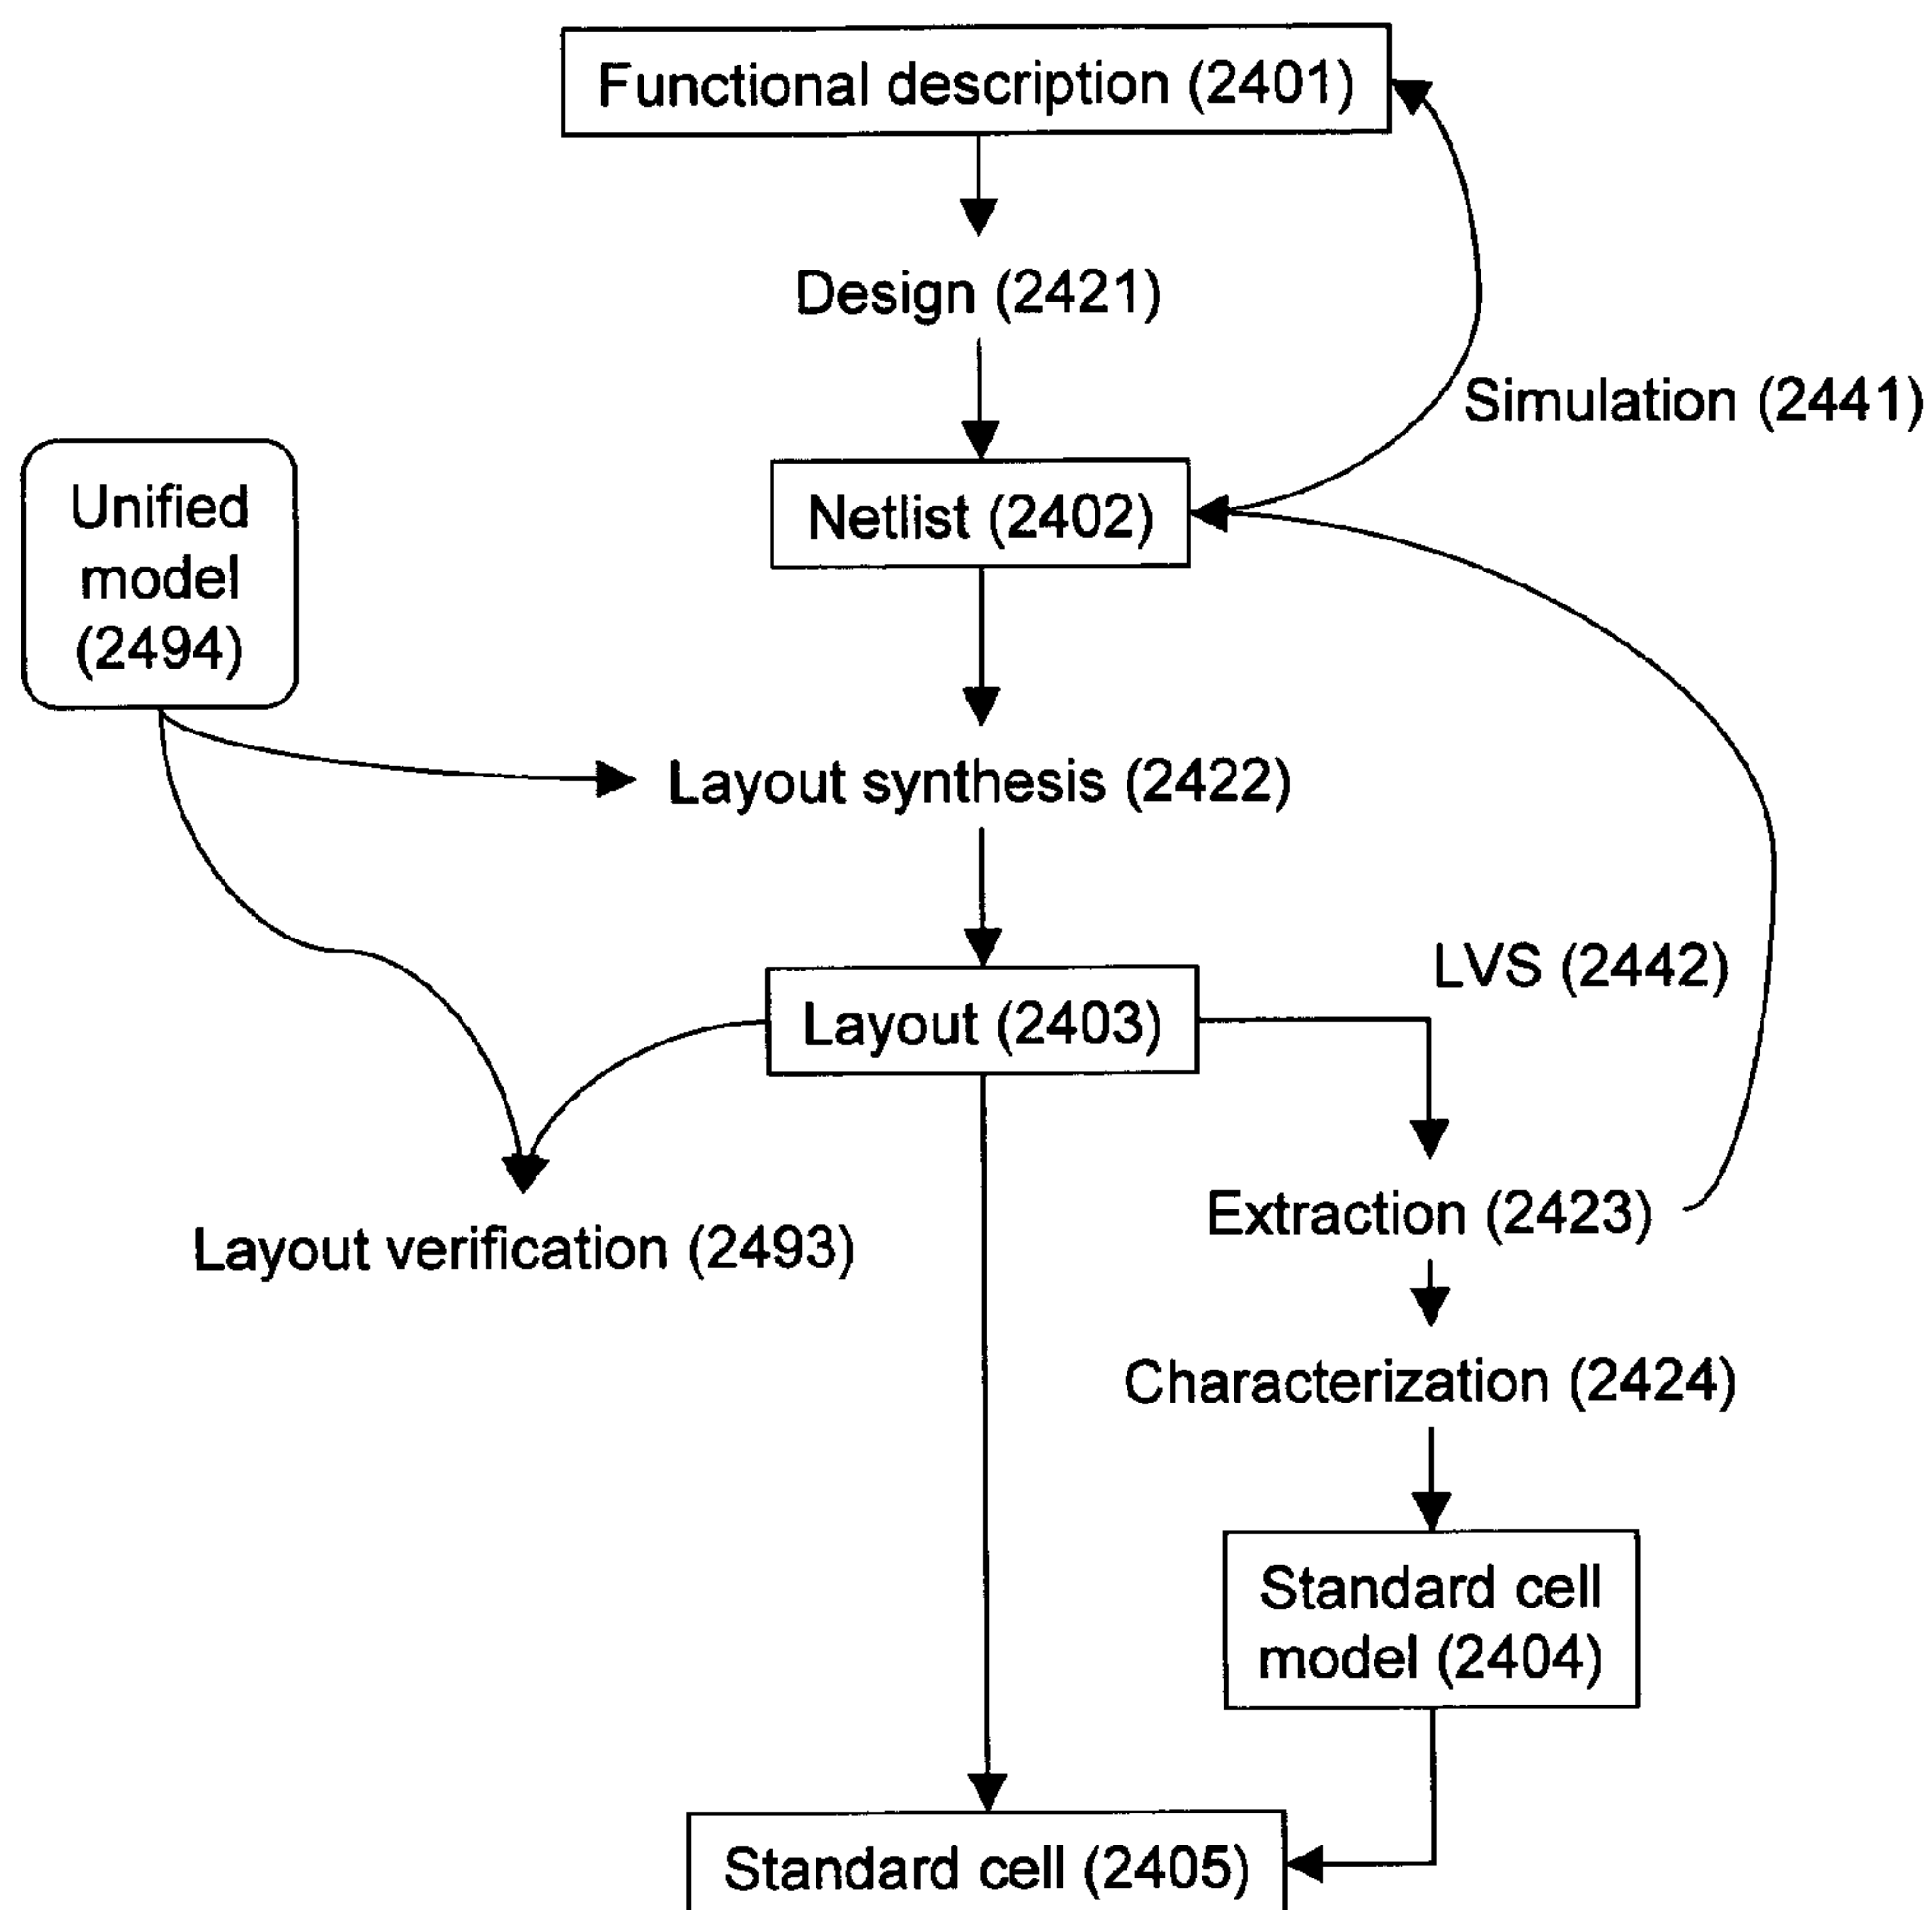 Functional description (2401)
Design (2421)
Simulation (2441)
Unified
model
(2494)
Netlist (2402)
Layout synthesis (2422)
LVS (2442)
Layout (2403)
Extraction (2423)
Layout verification (2493)
Characterization (2424)
Standard cell
model (2404)
Standard cell (2405)